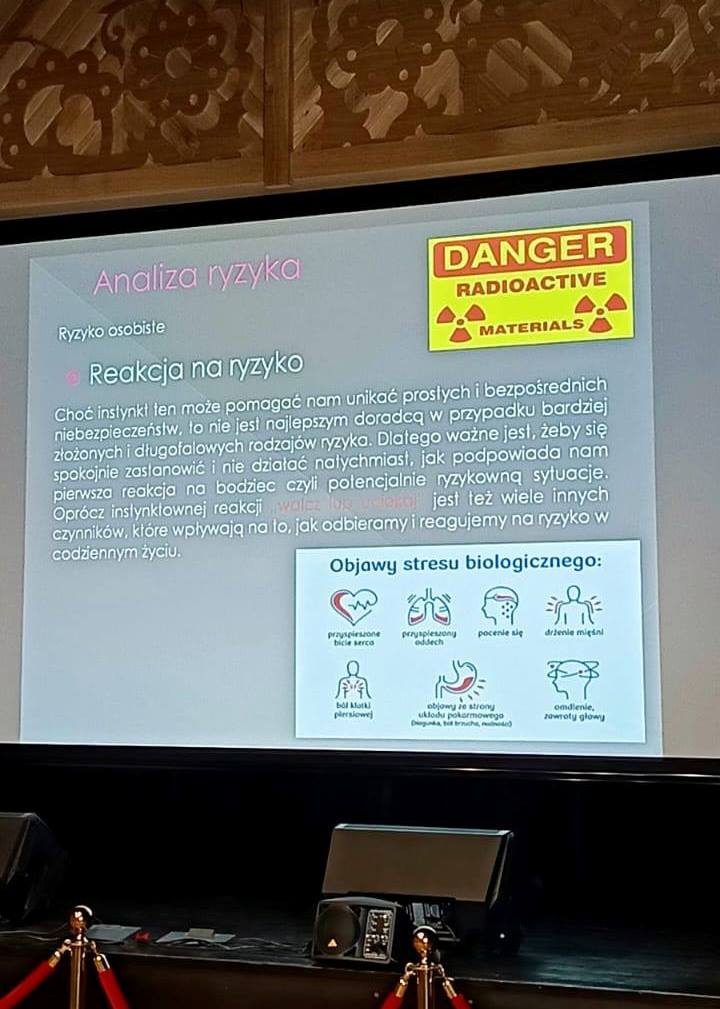 Analiza ryzyka
DANGER
RADIOACTIVE
MATERIALS
Ryzyko osobiste
Reakcja na ryzyko
Choć instynkt ten może pomagać nam unikać prostych i bezpośrednich
niebezpieczeństw, to nie jest najlepszym doradcą w przypadku bardziej
złożonych i długofalowych rodzajów ryzyka. Dlatego ważne jest, żeby się
spokojnie zastanowić i nie działać natychmiast, jak podpowiada nam
pierwsza reakcja na bodziec czyli potencjalnie ryzykowną sytuację.
Oprócz instynktownej reakcji „walcz lub uciekaj" jest też wiele innych
czynników, które wpływają na to, jak odbieramy i reagujemy na ryzyko w
codziennym życiu.
Objawy stresu biologicznego:
przyspieszone
bicie serca
przyspieszony
oddech
pocenie się
drżenie mięśni
ból klatki
piersiowej
objawy ze strony
układu pokarmowego
(biegunka, ból brzucha, nudności)
omdlenie,
zawroty głowy